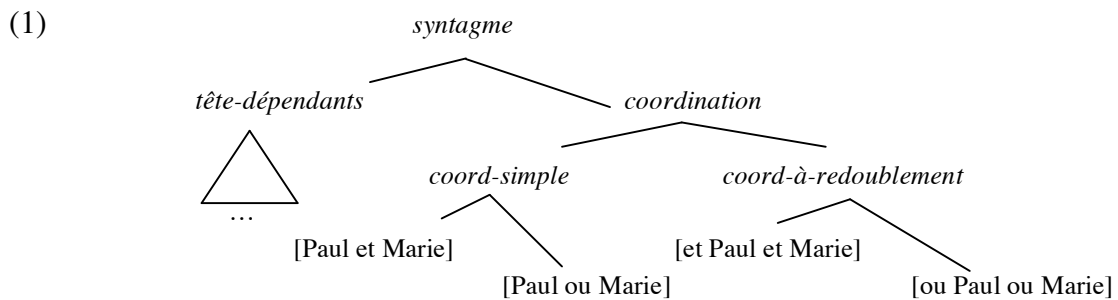 (1) syntagme
tête-dépendants coordination
coord-simple coord-à-redoublement
…
[Paul et Marie] [et Paul et Marie]
[Paul ou Marie] [ou Paul ou Marie]